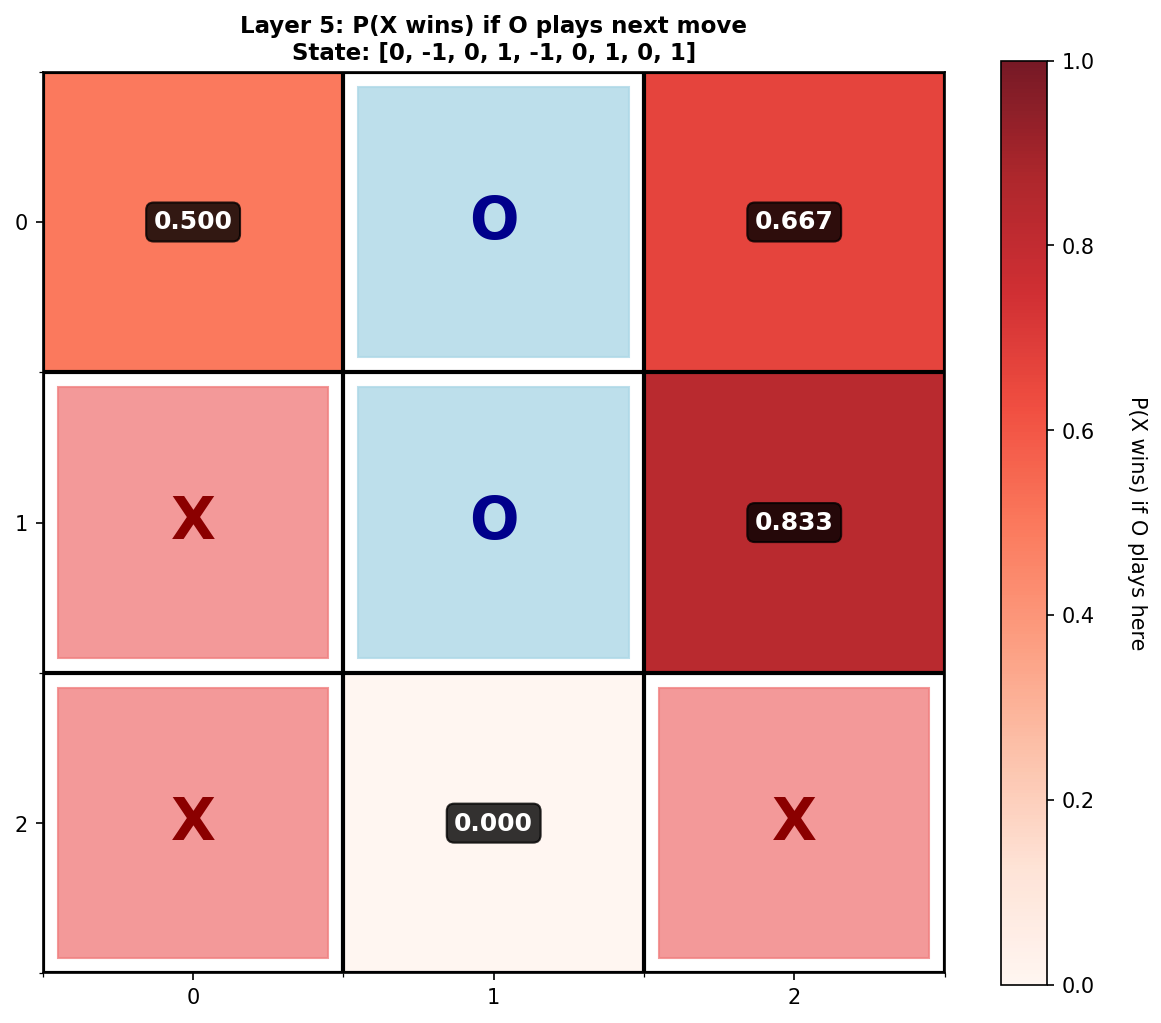 Layer 5: P(X wins) if O plays next move
State: [0, -1, 0, 1, -1, 0, 1, 0, 1]
0
0.500
O
0.667
1
X
O
0.833
2
X
0.000
X
0
1
2
1.0
0.8
0.6
0.4
0.2
0.0
P(X wins) if O plays here